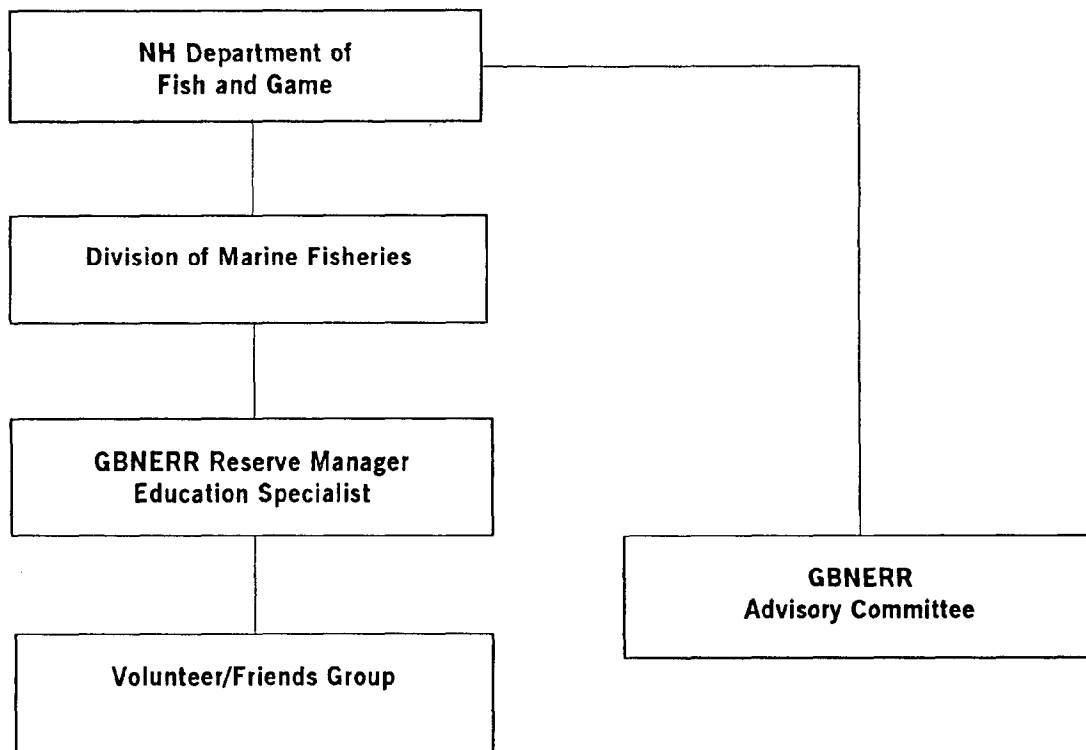 NH Department of
Fish and Game
Division of Marine Fisheries
GBNERR Reserve Manager
Education Specialist
GBNERR
Advisory Committee
Volunteer/Friends Group